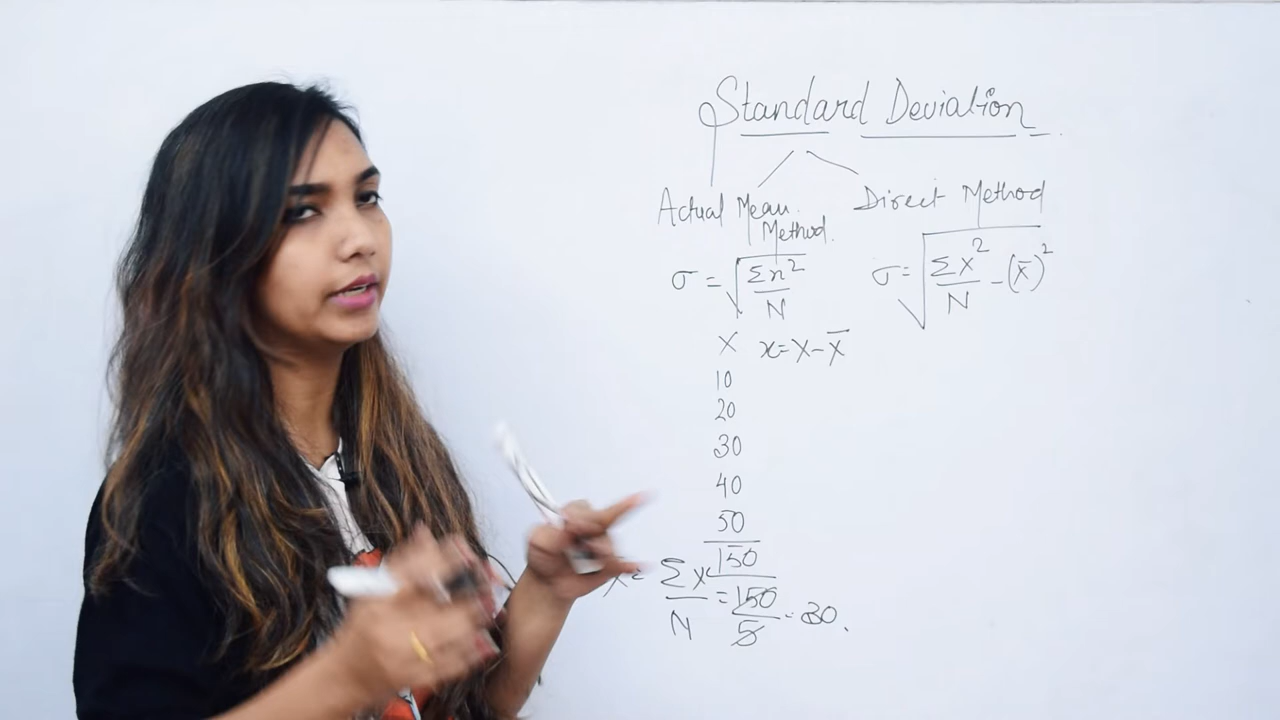 Standard Deviation
Actual Mean Method.
Direct Method
σ = √(Σx²/N)
σ = √(ΣX²/N - (x̄)²)
X x = X - X̄
10
20
30
40
50
150
X̄ = ΣX/N = 150/5 = 30.